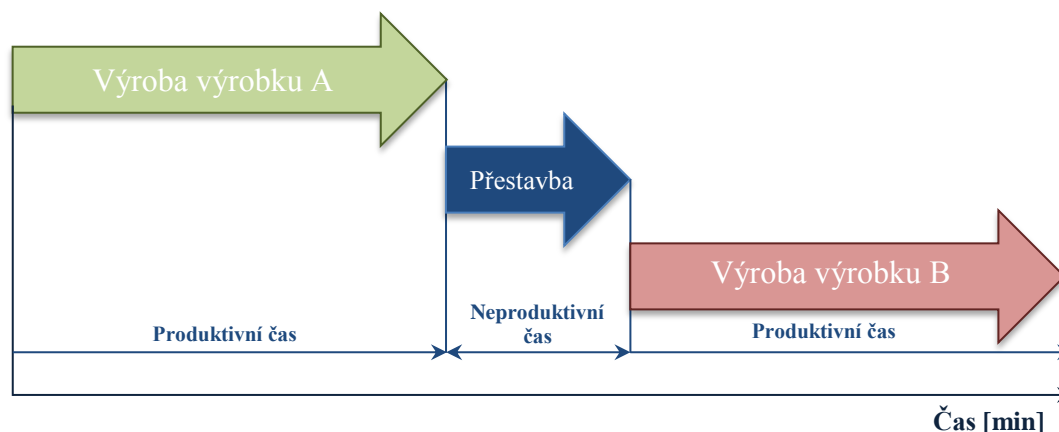 Výroba výrobku A
Přestavba
Výroba výrobku B
Produktivní čas
Neproduktivní
čas
Produktivní čas
Čas [min]